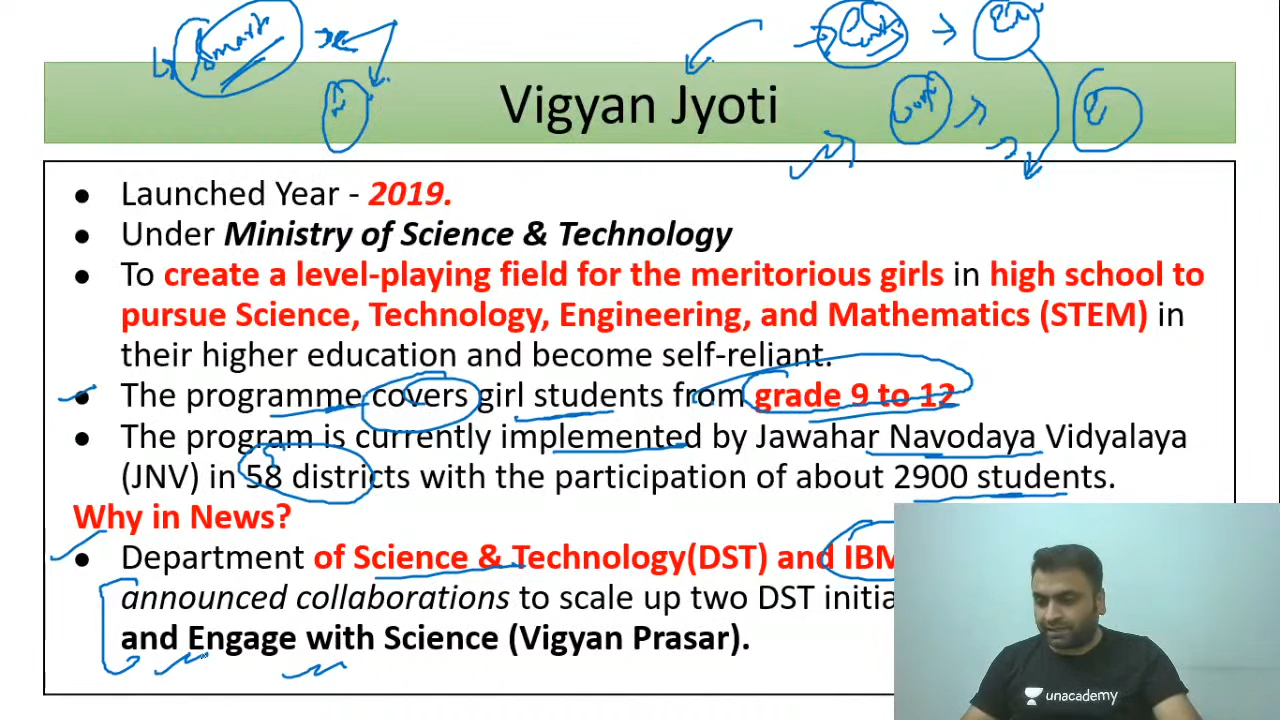 Smart
Vigyan Jyoti
● Launched Year - 2019.
● Under Ministry of Science & Technology
● To create a level-playing field for the meritorious girls in high school to
pursue Science, Technology, Engineering, and Mathematics (STEM) in
their higher education and become self-reliant.
● The programme covers girl students from grade 9 to 12
● The program is currently implemented by Jawahar Navodaya Vidyalaya
(JNV) in 58 districts with the participation of about 2900 students.
Why in News?
● Department of Science & Technology(DST) and IBM
announced collaborations to scale up two DST initia
and Engage with Science (Vigyan Prasar).
unacademy